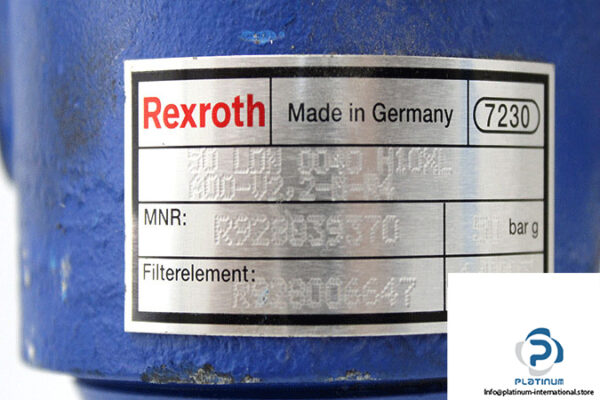 Rexroth Made in Germany 7230
50 LDN 0040 H10XL
A00-V2,2-M-R4
MNR: R928039370 bar g
Filterelement: R928006647
PLATINUM
Info@platinum-international.store